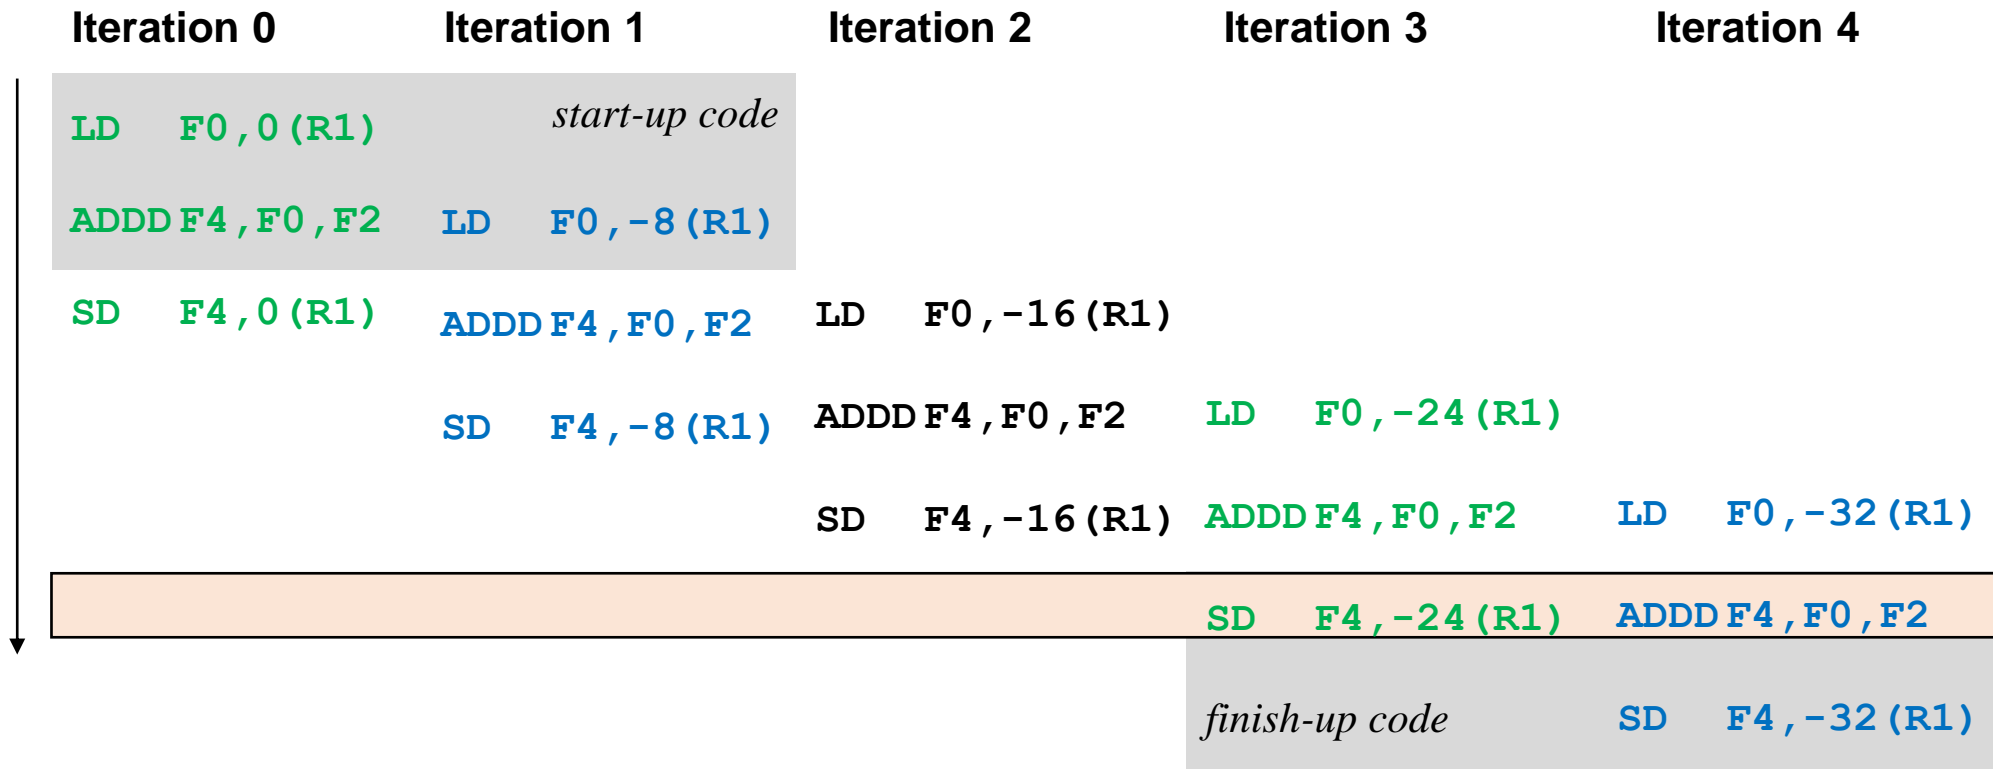 Iteration 0 Iteration 1 Iteration 2 Iteration 3 Iteration 4
LD F0,0(R1) start-up code
ADDD F4,F0,F2 LD F0,-8(R1)
SD F4,0(R1) ADDD F4,F0,F2 LD F0,-16(R1)
SD F4,-8(R1) ADDD F4,F0,F2 LD F0,-24(R1)
SD F4,-16(R1) ADDD F4,F0,F2 LD F0,-32(R1)
SD F4,-24(R1) ADDD F4,F0,F2
finish-up code SD F4,-32(R1)